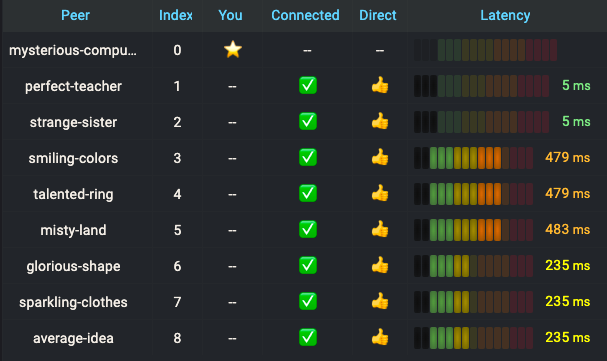 Peer Index You Connected Direct Latency
mysterious-compu… 0 ⭐ -- --
perfect-teacher 1 -- ✅ 👍 5 ms
strange-sister 2 -- ✅ 👍 5 ms
smiling-colors 3 -- ✅ 👍 479 ms
talented-ring 4 -- ✅ 👍 479 ms
misty-land 5 -- ✅ 👍 483 ms
glorious-shape 6 -- ✅ 👍 235 ms
sparkling-clothes 7 -- ✅ 👍 235 ms
average-idea 8 -- ✅ 👍 235 ms